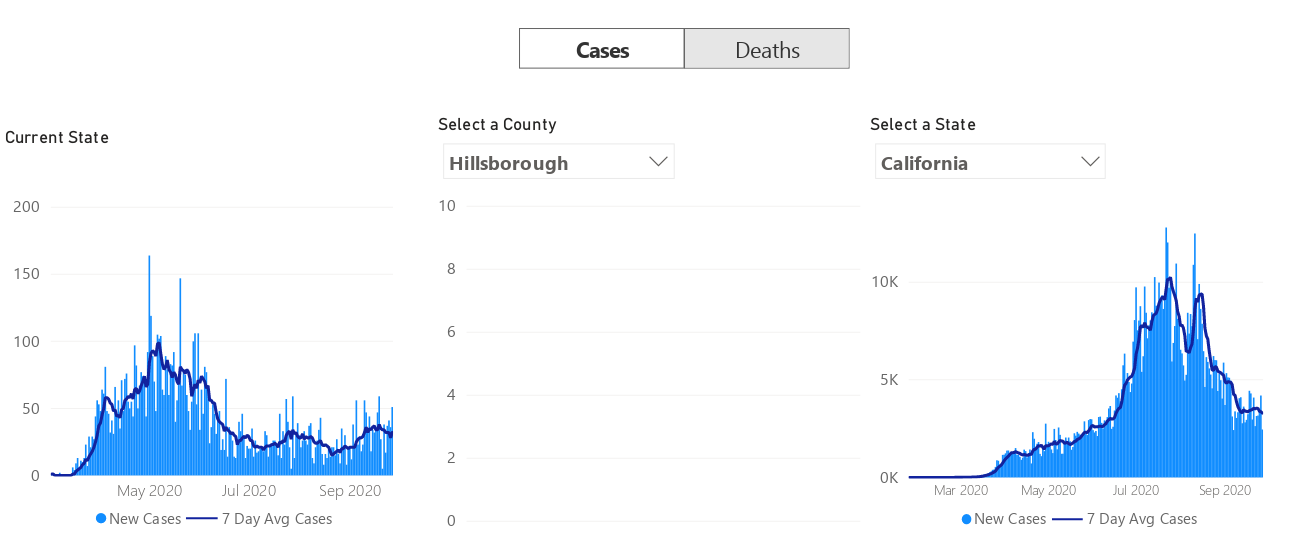 Cases Deaths
Current State
Select a County
Hillsborough
Select a State
California
200
150
100
50
0
May 2020 Jul 2020 Sep 2020
New Cases 7 Day Avg Cases
10
8
6
4
2
0
10K
5K
0K
Mar 2020 May 2020 Jul 2020 Sep 2020
New Cases 7 Day Avg Cases